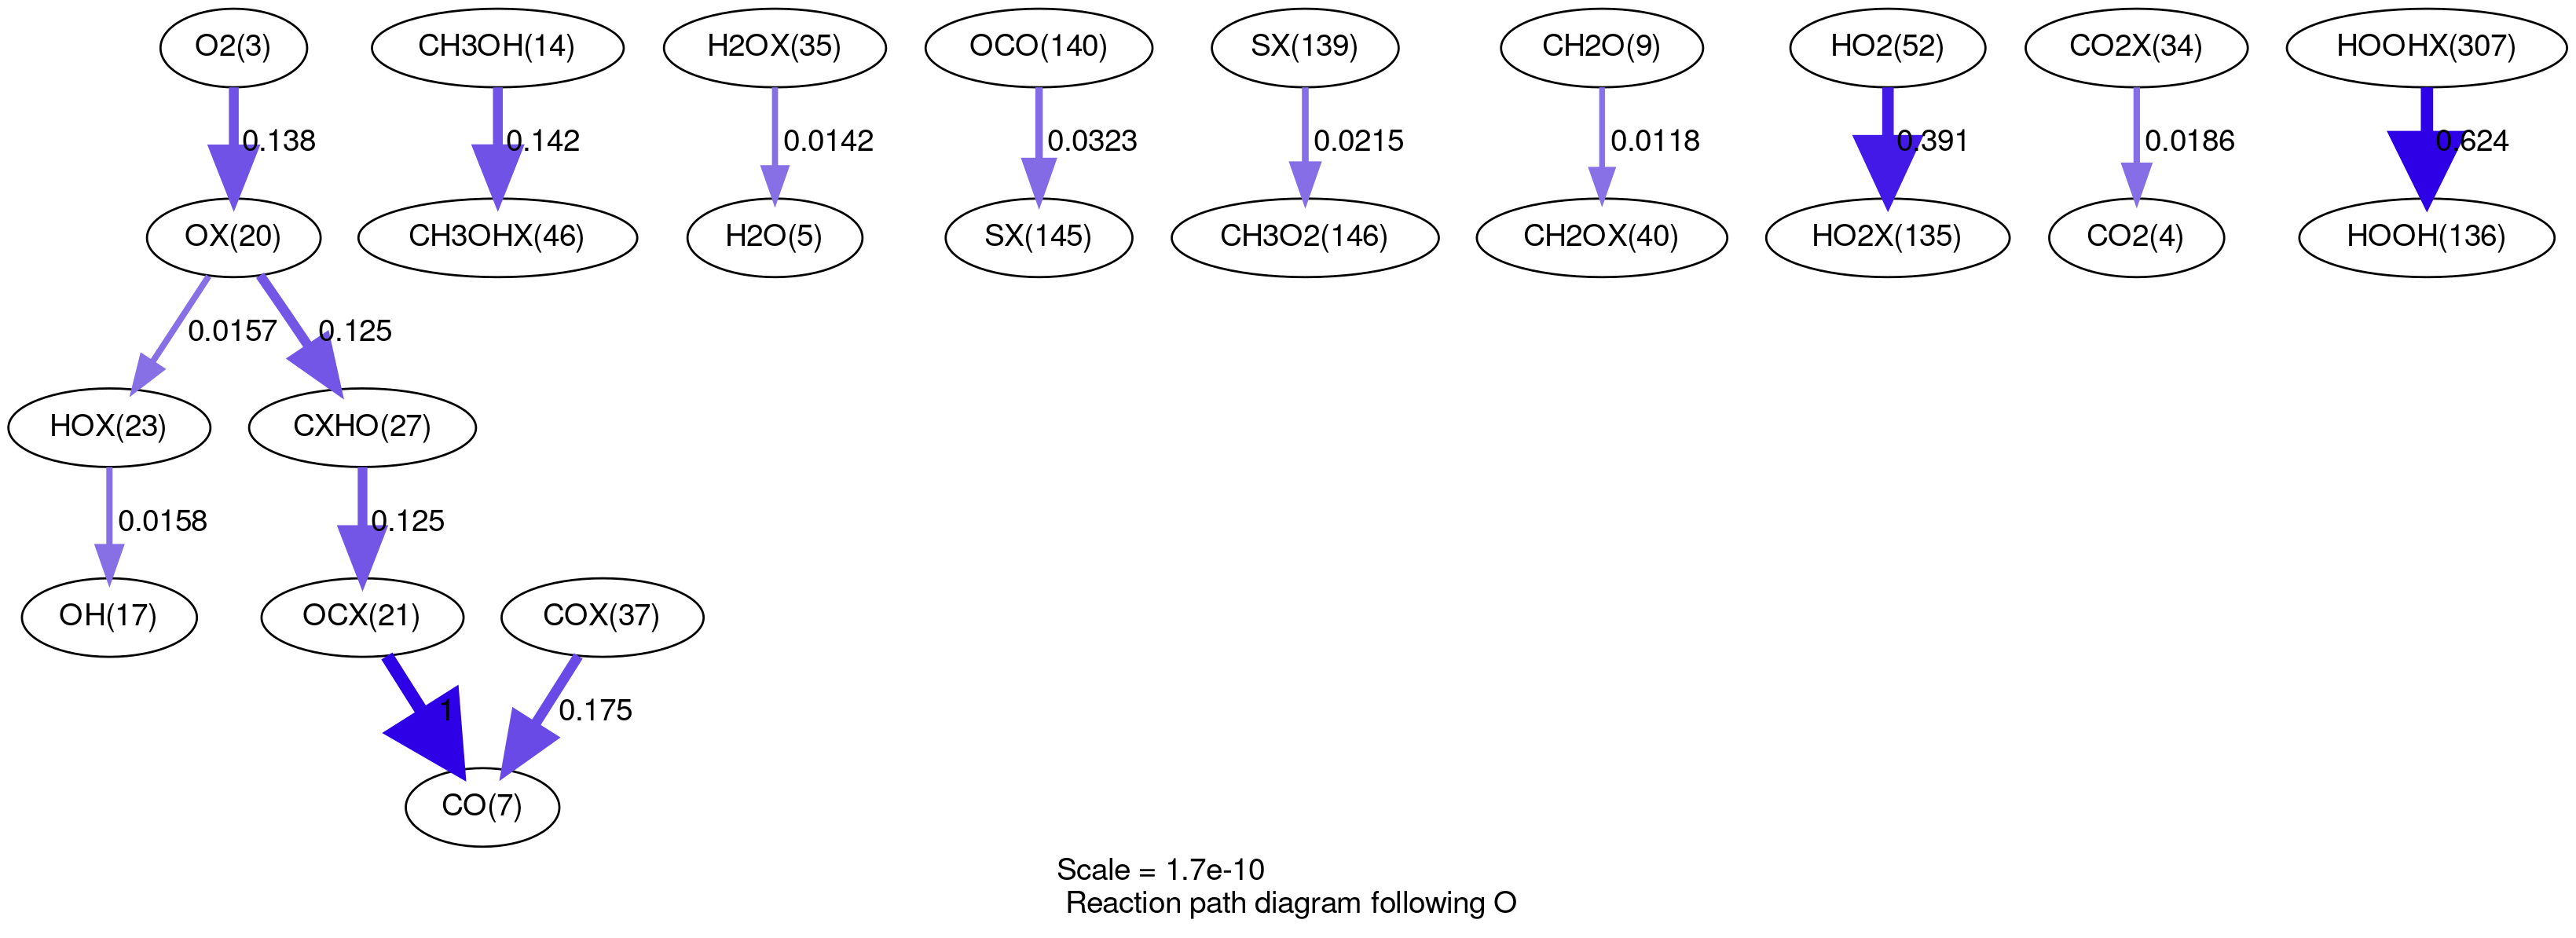 O2(3)
CH3OH(14)
H2OX(35)
OCO(140)
SX(139)
CH2O(9)
HO2(52)
CO2X(34)
HOOHX(307)
0.138
0.142
0.0142
0.0323
0.0215
0.0118
0.391
0.0186
0.624
OX(20)
CH3OHX(46)
H2O(5)
SX(145)
CH3O2(146)
CH2OX(40)
HO2X(135)
CO2(4)
HOOH(136)
0.0157
0.125
HOX(23)
CXHO(27)
0.0158
0.125
OH(17)
OCX(21)
COX(37)
1
0.175
CO(7)
Scale = 1.7e-10
Reaction path diagram following O